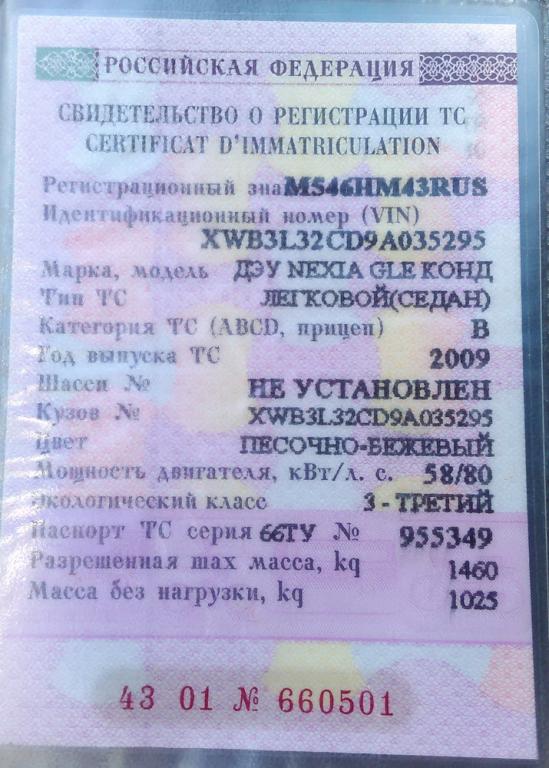 РОССИЙСКАЯ ФЕДЕРАЦИЯ
СВИДЕТЕЛЬСТВО О РЕГИСТРАЦИИ ТС
CERTIFICAT D'IMMATRICULATION
Регистрационный зна М546НМ43RUS
Идентификационный номер (VIN)
XWB3L32CD9A035295
Марка, модель ДЭУ NEXIA GLE КОНД
Тип ТС ЛЕГКОВОЙ(СЕДАН)
Категория ТС (ABCD, прицеп) В
Год выпуска ТС 2009
Шасси № НЕ УСТАНОВЛЕН
Кузов № XWB3L32CD9A035295
Цвет ПЕСОЧНО-БЕЖЕВЫЙ
Мощность двигателя, кВт/л. с. 58/80
Экологический класс 3 - ТРЕТИЙ
Паспорт ТС серия 66ТУ № 955349
Разрешенная max масса, kq 1460
Масса без нагрузки, kq 1025
43 01 № 660501